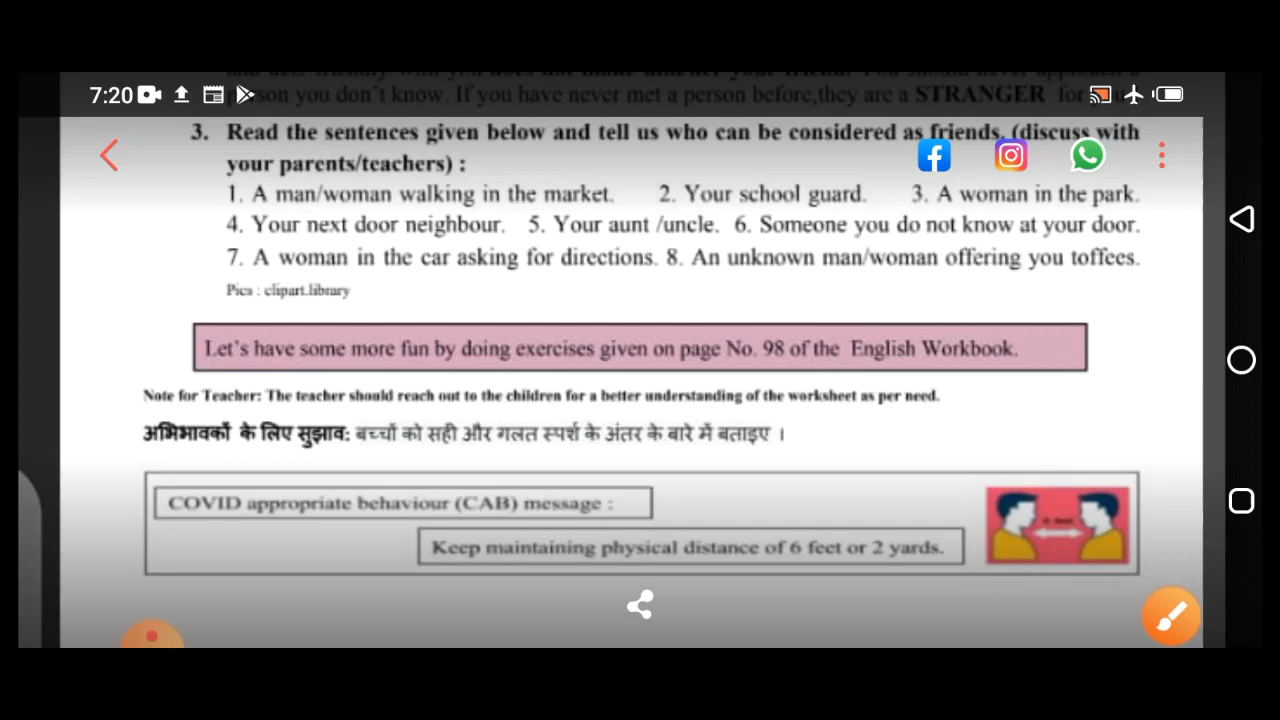 7:20
person you don't know. If you have never met a person before,they are a STRANGER for
3. Read the sentences given below and tell us who can be considered as friends. (discuss with
your parents/teachers) :
1. A man/woman walking in the market. 2. Your school guard. 3. A woman in the park.
4. Your next door neighbour. 5. Your aunt /uncle. 6. Someone you do not know at your door.
7. A woman in the car asking for directions. 8. An unknown man/woman offering you toffees.
Pics : clipart.library
Let's have some more fun by doing exercises given on page No. 98 of the English Workbook.
Note for Teacher: The teacher should reach out to the children for a better understanding of the worksheet as per need.
अभिभावकों के लिए सुझाव: बच्चों को सही और गलत स्पर्श के अंतर के बारे में बताइए ।
COVID appropriate behaviour (CAB) message :
Keep maintaining physical distance of 6 feet or 2 yards.